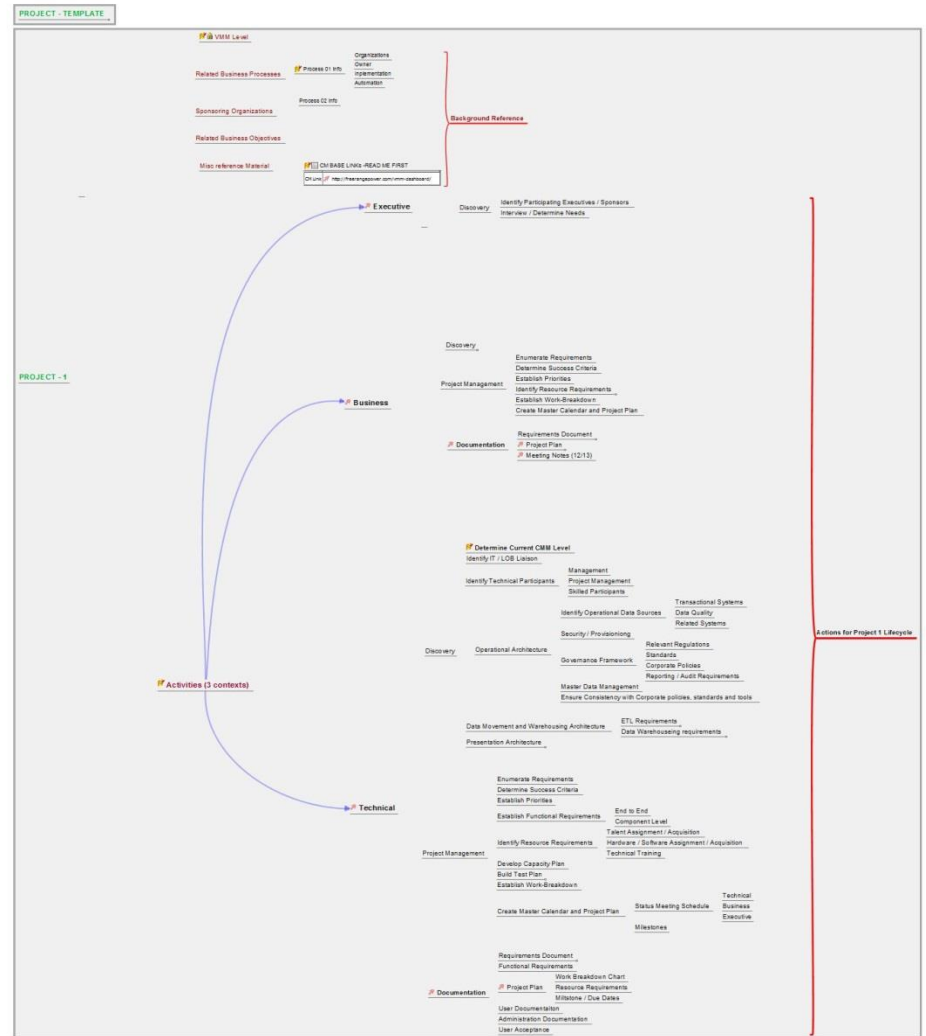 PROJECT - TEMPLATE
VMM Level
Related Business Processes
Process 01 Info
Organizations
Owner
Inplementation
Automation
Sponsoring Organizations
Process 02 Info
Related Business Objectives
Misc reference Material
CM BASE LINKs -READ ME FIRST
CM Link http://freerangepower.com/vmm-dashboard/
Background Reference
PROJECT - 1
Activities (3 contexts)
Executive
Discovery
Identify Participating Executives / Sponsors
Interview / Determine Needs
Business
Discovery
Project Management
Enumerate Requirements
Determine Success Criteria
Establish Priorities
Identify Resource Requirements
Establish Work-Breakdown
Create Master Calendar and Project Plan
Documentation
Requirements Document
Project Plan
Meeting Notes (12/13)
Technical
Discovery
Determine Current CMM Level
Identify IT / LOB Liaison
Identify Technical Participants
Management
Project Management
Skilled Participants
Operational Architecture
Identify Operational Data Sources
Transactional Systems
Data Quality
Related Systems
Security / Provisioniong
Governance Framework
Relevant Regulations
Standards
Corporate Policies
Reporting / Audit Requirements
Master Data Management
Ensure Consistency with Corporate policies, standards and tools
Data Movement and Warehousing Architecture
ETL Requirements
Data Warehouseing requirements
Presentation Architecture
Project Management
Enumerate Requirements
Determine Success Criteria
Establish Priorities
Establish Functional Requirements
End to End
Component Level
Identify Resource Requirements
Talent Assignment / Acquisition
Hardware / Software Assignment / Acquisition
Technical Training
Develop Capacity Plan
Build Test Plan
Establish Work-Breakdown
Create Master Calendar and Project Plan
Status Meeting Schedule
Technical
Business
Executive
Milestones
Documentation
Requirements Document
Functional Requirements
Project Plan
Work Breakdown Chart
Resource Requirements
Miltstone / Due Dates
User Documentaiton
Administration Documentation
User Acceptance
Actions for Project 1 Lifecycle